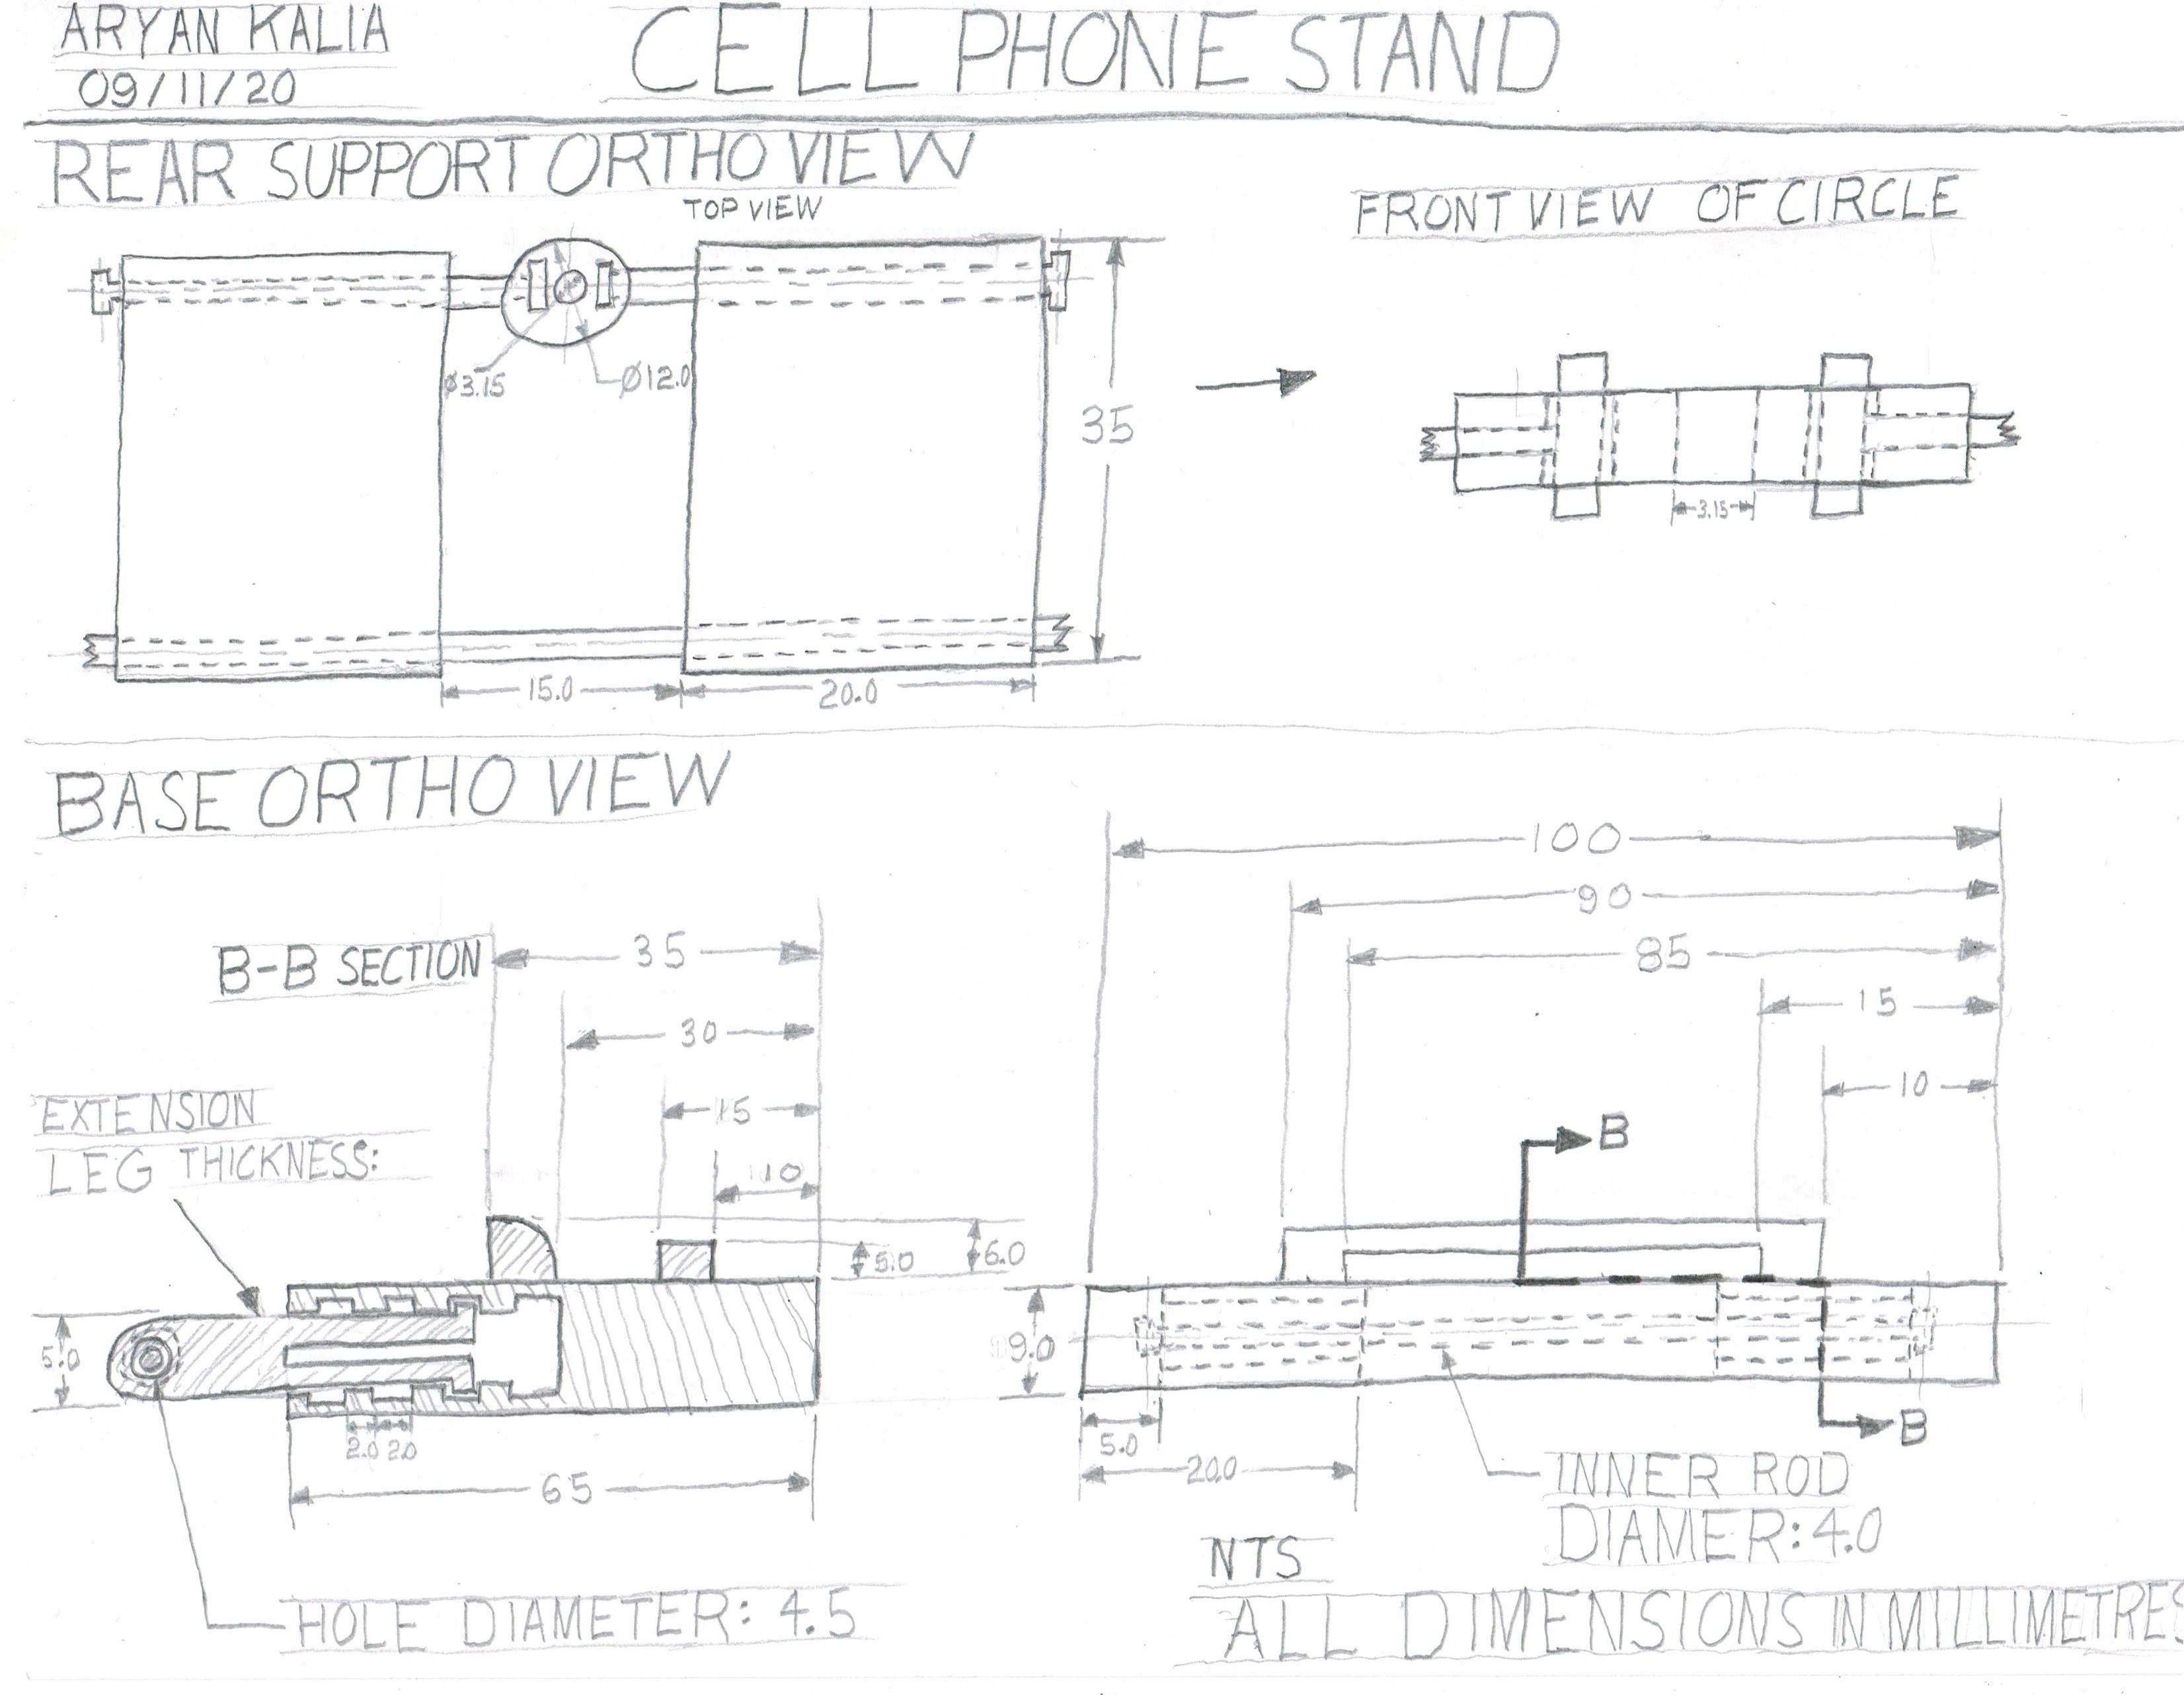 ARYAN KALIA
09/11/20
CELL PHONE STAND
REAR SUPPORT ORTHO VIEW
TOP VIEW
FRONT VIEW OF CIRCLE
Ø3.15
Ø12.0
35
3.15
15.0
20.0
BASE ORTHO VIEW
B-B SECTION
35
30
15
10
EXTENSION
LEG THICKNESS:
5.0
6.0
5.0
2.0 2.0
65
HOLE DIAMETER: 4.5
100
90
85
15
10
B
9.0
B
5.0
20.0
INNER ROD
DIAMER: 4.0
NTS
ALL DIMENSIONS IN MILLIMETRES